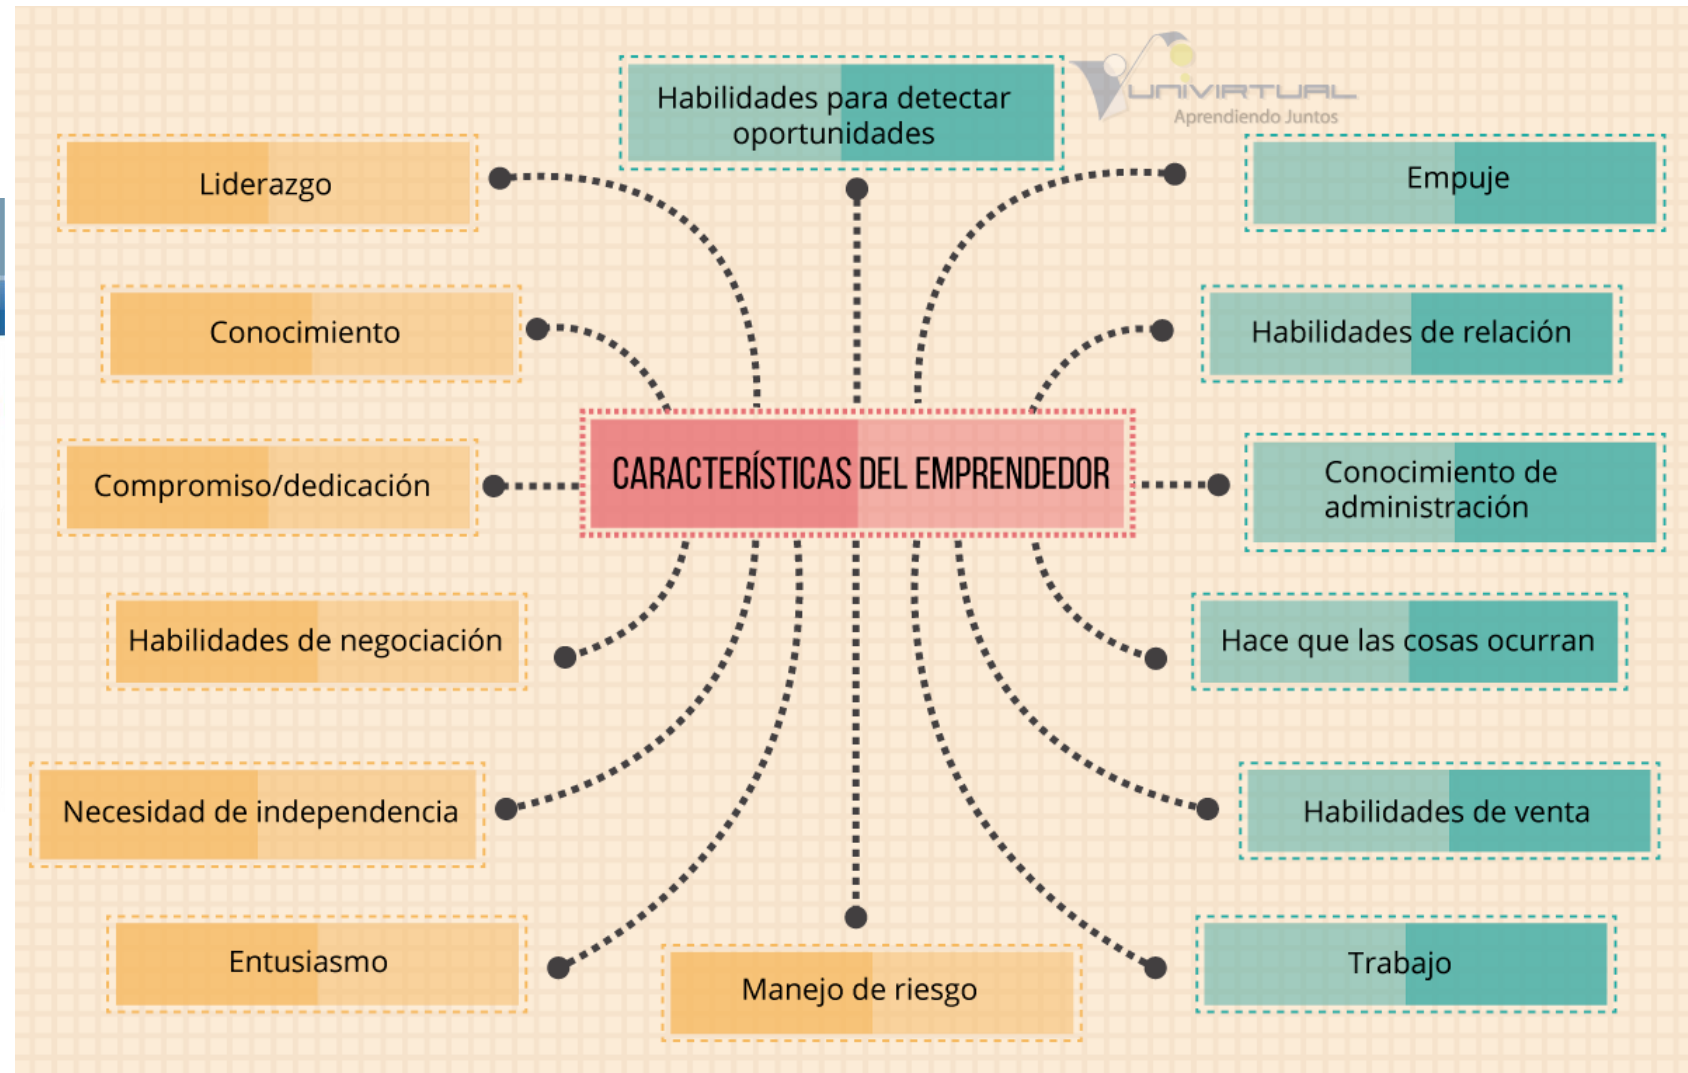 Habilidades para detectar
oportunidades
UNIVIRTUAL
Aprendiendo Juntos
Liderazgo
Empuje
Conocimiento
Habilidades de relación
CARACTERÍSTICAS DEL EMPRENDEDOR
Compromiso/dedicación
Conocimiento de
administración
Habilidades de negociación
Hace que las cosas ocurran
Necesidad de independencia
Habilidades de venta
Entusiasmo
Manejo de riesgo
Trabajo